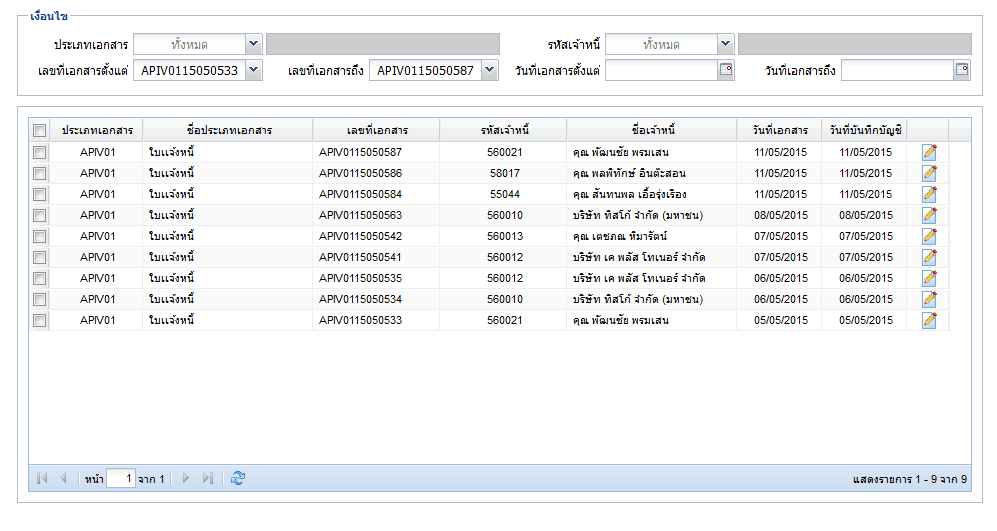 เงื่อนไข
ประเภทเอกสาร ทั้งหมด รหัสเจ้าหนี้ ทั้งหมด
เลขที่เอกสารตั้งแต่ APIV0115050533 เลขที่เอกสารถึง APIV0115050587 วันที่เอกสารตั้งแต่ วันที่เอกสารถึง
ประเภทเอกสาร ชื่อประเภทเอกสาร เลขที่เอกสาร รหัสเจ้าหนี้ ชื่อเจ้าหนี้ วันที่เอกสาร วันที่บันทึกบัญชี
APIV01 ใบแจ้งหนี้ APIV0115050587 560021 คุณ พัฒนชัย พรมเสน 11/05/2015 11/05/2015
APIV01 ใบแจ้งหนี้ APIV0115050586 58017 คุณ พลพิทักษ์ อินต๊ะสอน 11/05/2015 11/05/2015
APIV01 ใบแจ้งหนี้ APIV0115050584 55044 คุณ สันทนพล เอื้อรุ่งเรือง 11/05/2015 11/05/2015
APIV01 ใบแจ้งหนี้ APIV0115050563 560010 บริษัท ทิสโก้ จำกัด (มหาชน) 08/05/2015 08/05/2015
APIV01 ใบแจ้งหนี้ APIV0115050542 560013 คุณ เตชภณ หิมารัตน์ 07/05/2015 07/05/2015
APIV01 ใบแจ้งหนี้ APIV0115050541 560012 บริษัท เค พลัส โทเนอร์ จำกัด 07/05/2015 07/05/2015
APIV01 ใบแจ้งหนี้ APIV0115050535 560012 บริษัท เค พลัส โทเนอร์ จำกัด 06/05/2015 06/05/2015
APIV01 ใบแจ้งหนี้ APIV0115050534 560010 บริษัท ทิสโก้ จำกัด (มหาชน) 06/05/2015 06/05/2015
APIV01 ใบแจ้งหนี้ APIV0115050533 560021 คุณ พัฒนชัย พรมเสน 05/05/2015 05/05/2015
หน้า 1 จาก 1 แสดงรายการ 1 - 9 จาก 9